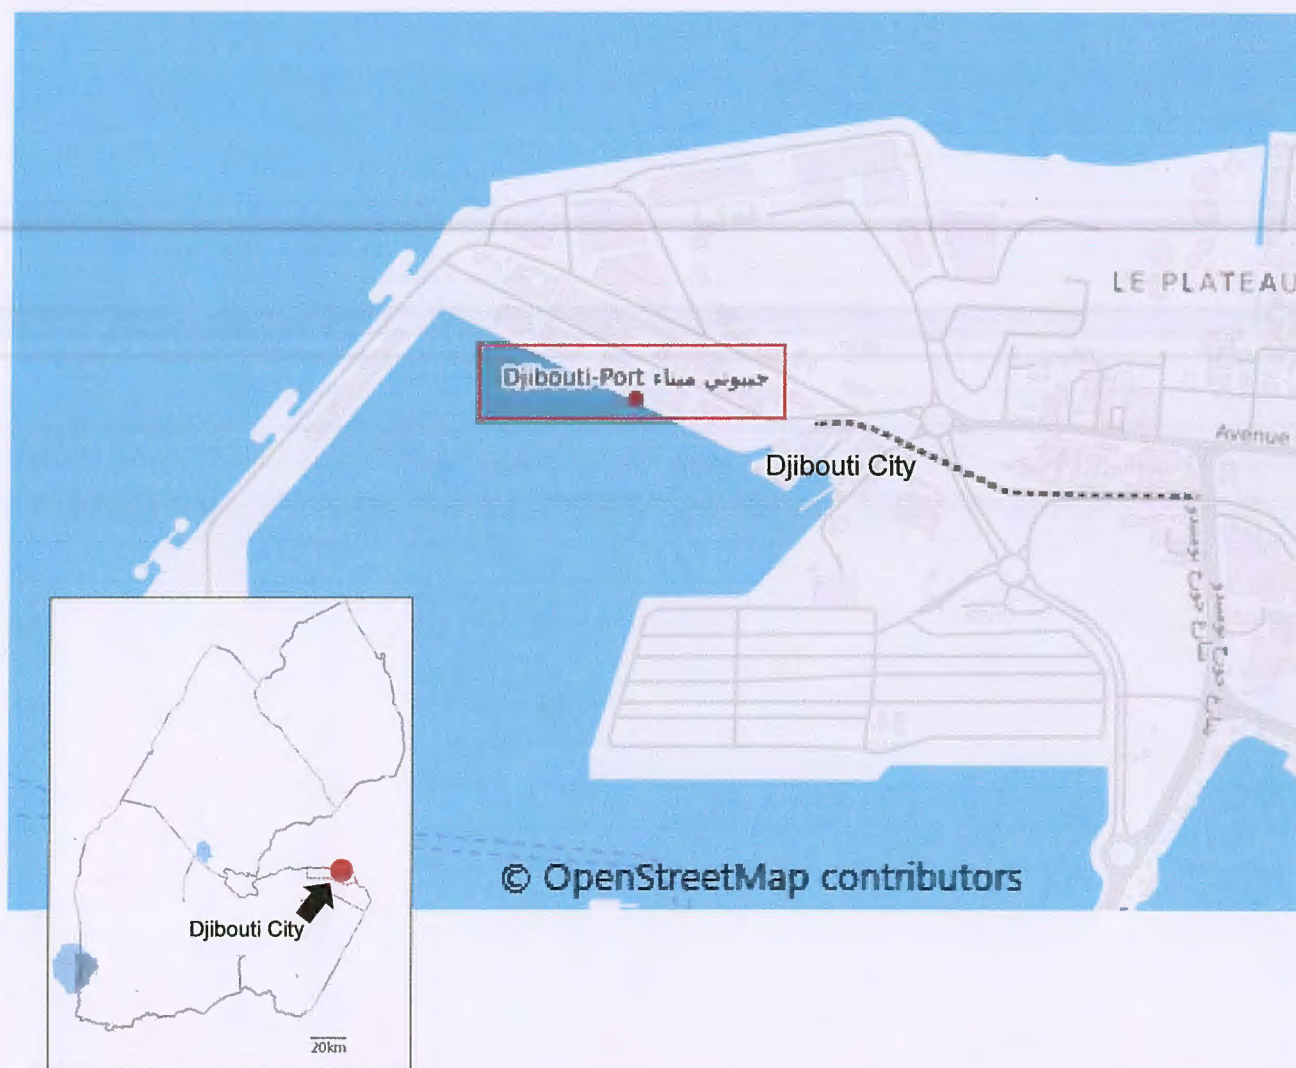 LE PLATEAU
Djibouti-Port جيبوتي ميناء
Avenue
Djibouti City
© OpenStreetMap contributors
Djibouti City
20km